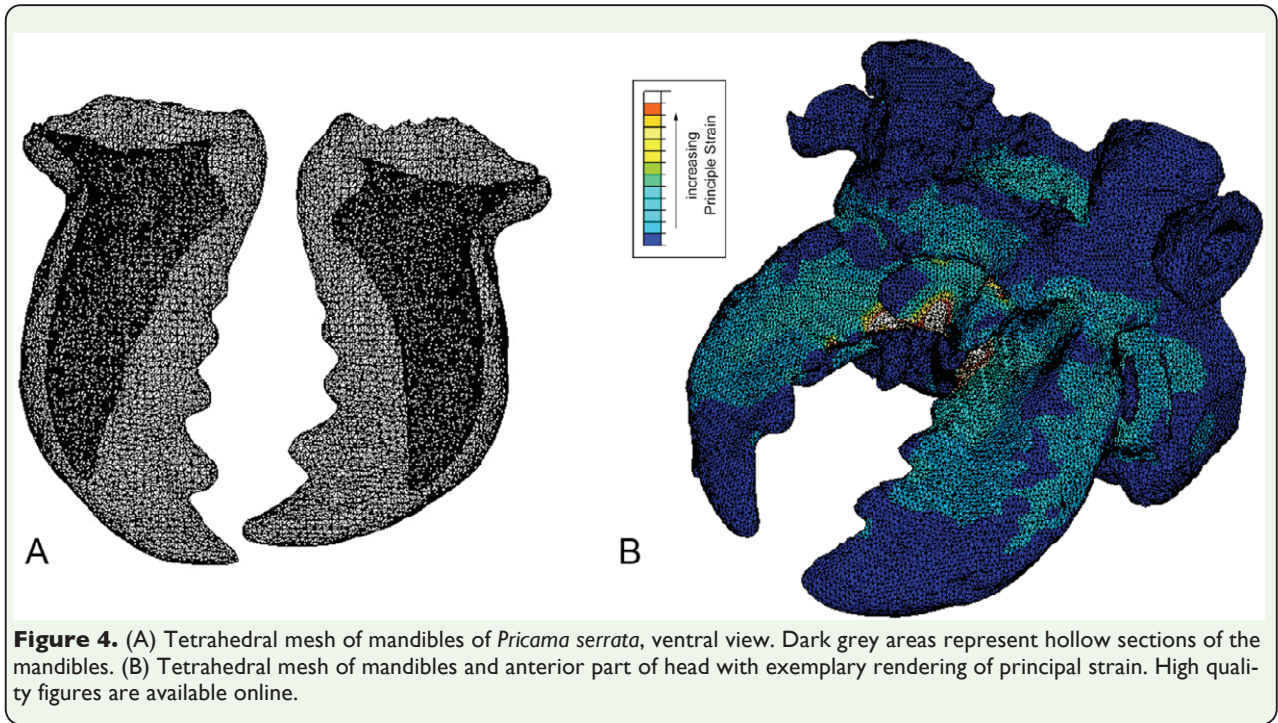 increasing
Principle Strain
A
B
Figure 4. (A) Tetrahedral mesh of mandibles of Pricama serrata, ventral view. Dark grey areas represent hollow sections of the
mandibles. (B) Tetrahedral mesh of mandibles and anterior part of head with exemplary rendering of principal strain. High quali-
ty figures are available online.